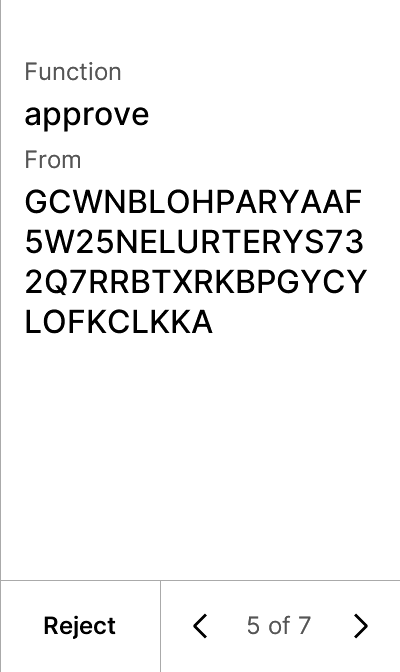 Function
approve
From
GCWNBLOHPARYAAF
5W25NELURTERYS73
2Q7RRBTXRKBPGYCY
LOFKCLKKA
Reject
5 of 7